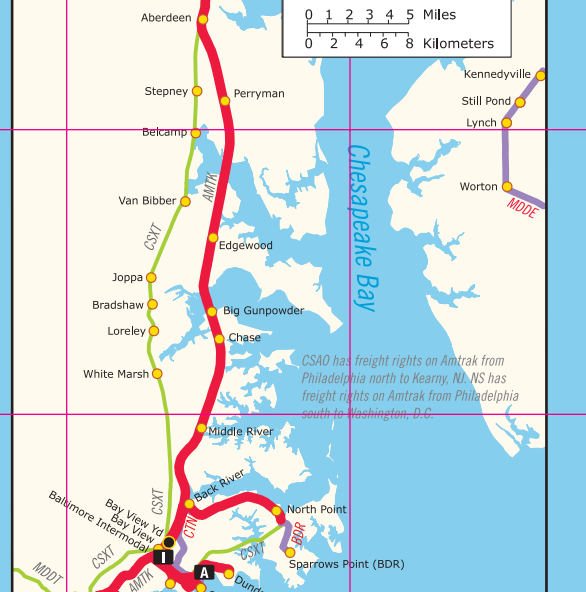 Aberdeen
0 1 2 3 4 5 Miles
0 2 4 6 8 Kilometers
Kennedyville
Stepney
Perryman
Still Pond
Lynch
Belcamp
Chesapeake Bay
AMTK
Worton
MDDE
Van Bibber
CSXT
Edgewood
Joppa
Bradshaw
Big Gunpowder
Loreley
Chase
CSAO has freight rights on Amtrak from
Philadelphia north to Kearny, NJ. NS has
freight rights on Amtrak from Philadelphia
south to Washington, D.C.
White Marsh
Middle River
Back River
CSXT
North Point
Bay View Yd
Bay View
Baltimore Intermodal
CTN
BDR
CSXT
CSXT
I
Sparrows Point (BDR)
MDDT
AMTK
A